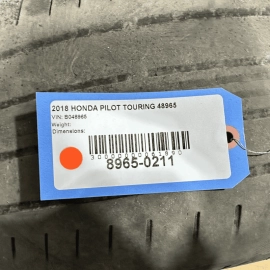 2018 HONDA PILOT TOURING 48965
VIN: B048965
Weight:
Dimensions:
8965-0211